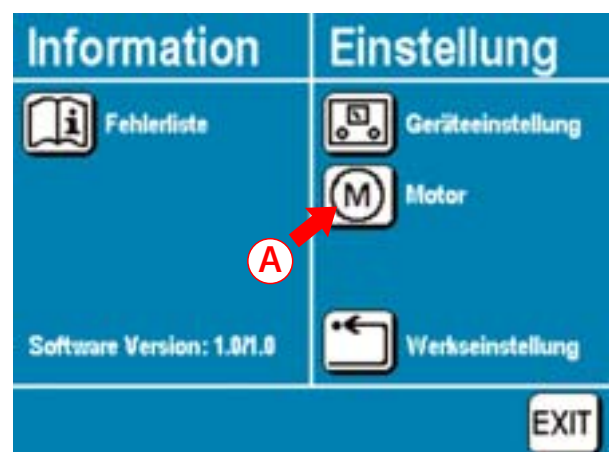 Information
Fehlerliste
Software Version: 1.0/1.0
Einstellung
Geräteeinstellung
M Motor
A
Werkseinstellung
EXIT